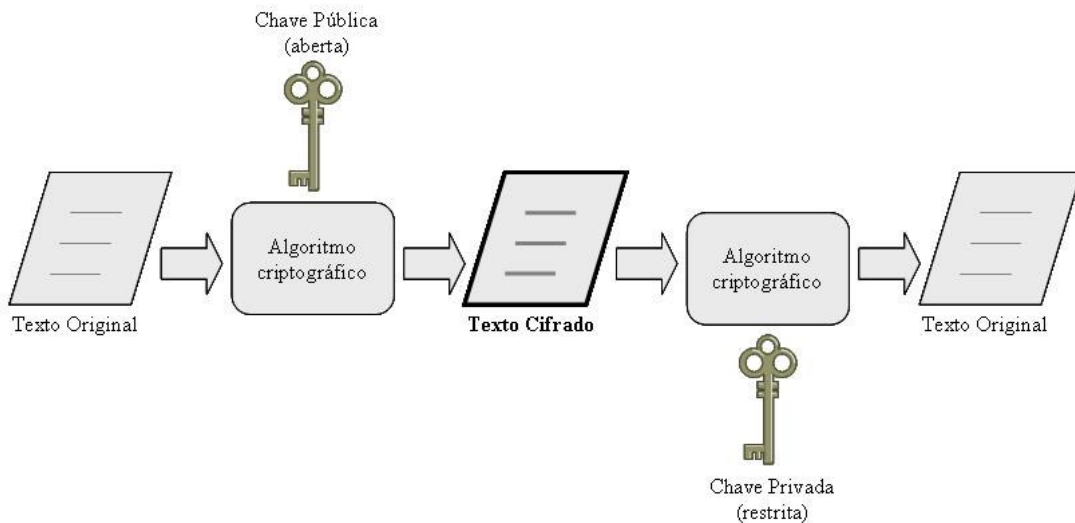 Chave Pública
(aberta)
Algoritmo
criptográfico
Algoritmo
criptográfico
Texto Original
Texto Cifrado
Texto Original
Chave Privada
(restrita)